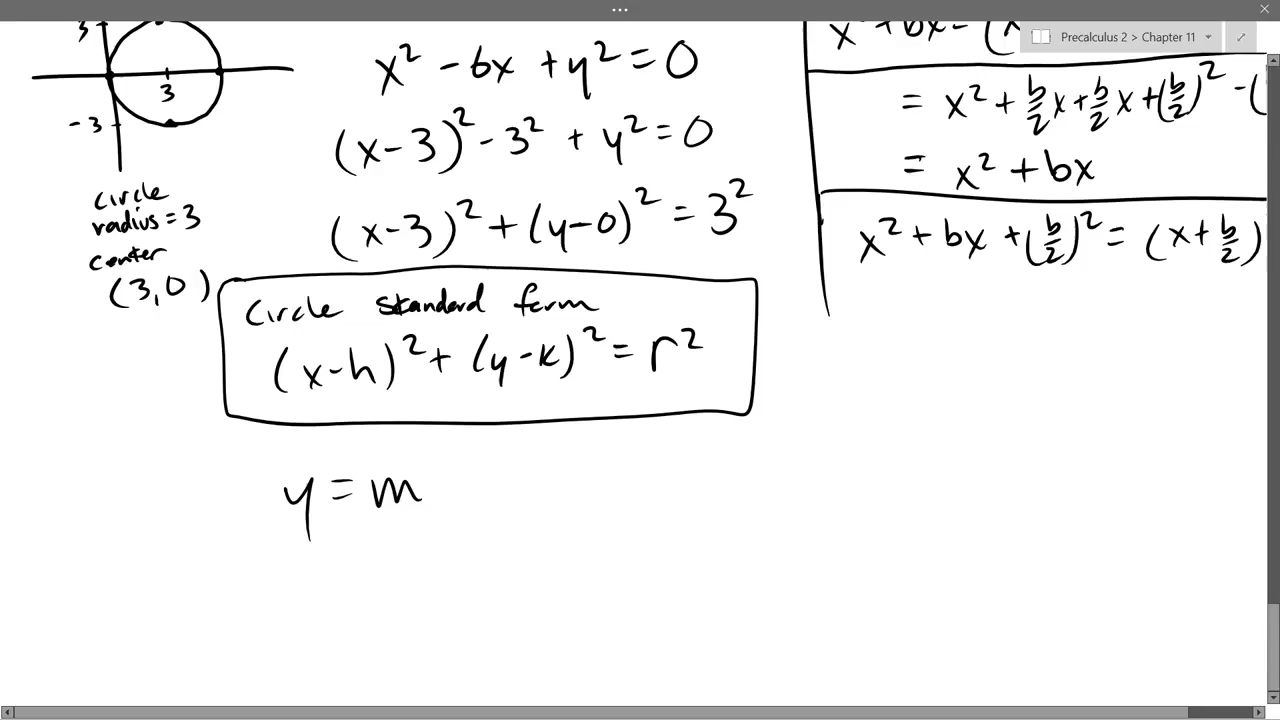 Precalculus 2 > Chapter 11
3
3
-3
circle
radius = 3
center
(3,0)
x² - 6x + y² = 0
(x-3)² - 3² + y² = 0
(x-3)² + (y-0)² = 3²
Circle standard form
(x-h)² + (y-k)² = r²
y = m
= x² + b/2 x + b/2 x + (b/2)² - (
= x² + bx
x² + bx + (b/2)² = (x + b/2)